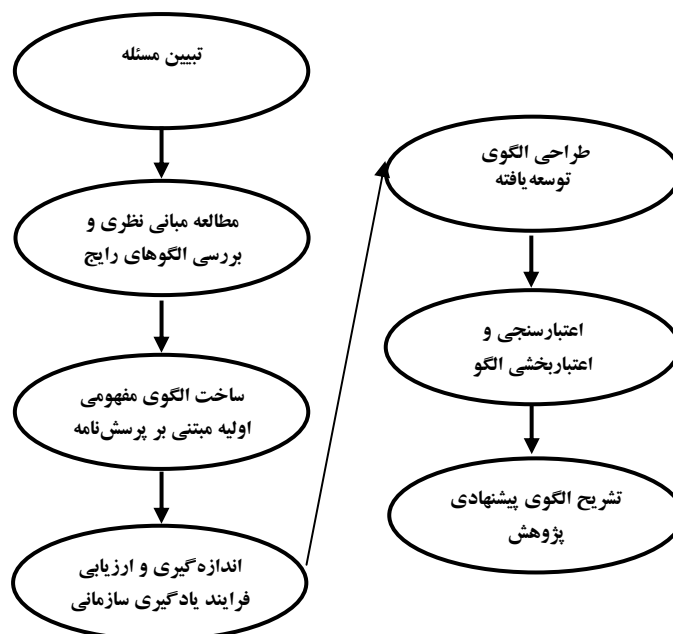 تبیین مسئله
مطالعه مبانی نظری و
بررسی الگوهای رایج
ساخت الگوی مفهومی
اولیه مبتنی بر پرسش‌نامه
اندازه‌گیری و ارزیابی
فرایند یادگیری سازمانی
طراحی الگوی
توسعه‌یافته
اعتبارسنجی و
اعتباربخشی الگو
تشریح الگوی پیشنهادی
پژوهش